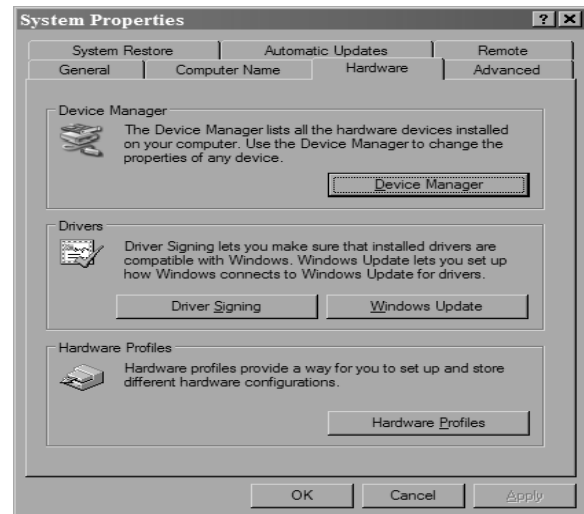 System Properties
System Restore
Automatic Updates
Remote
General
Computer Name
Hardware
Advanced
Device Manager
The Device Manager lists all the hardware devices installed
on your computer. Use the Device Manager to change the
properties of any device.
Device Manager
Drivers
Driver Signing lets you make sure that installed drivers are
compatible with Windows. Windows Update lets you set up
how Windows connects to Windows Update for drivers.
Driver Signing
Windows Update
Hardware Profiles
Hardware profiles provide a way for you to set up and store
different hardware configurations.
Hardware Profiles
OK
Cancel
Apply